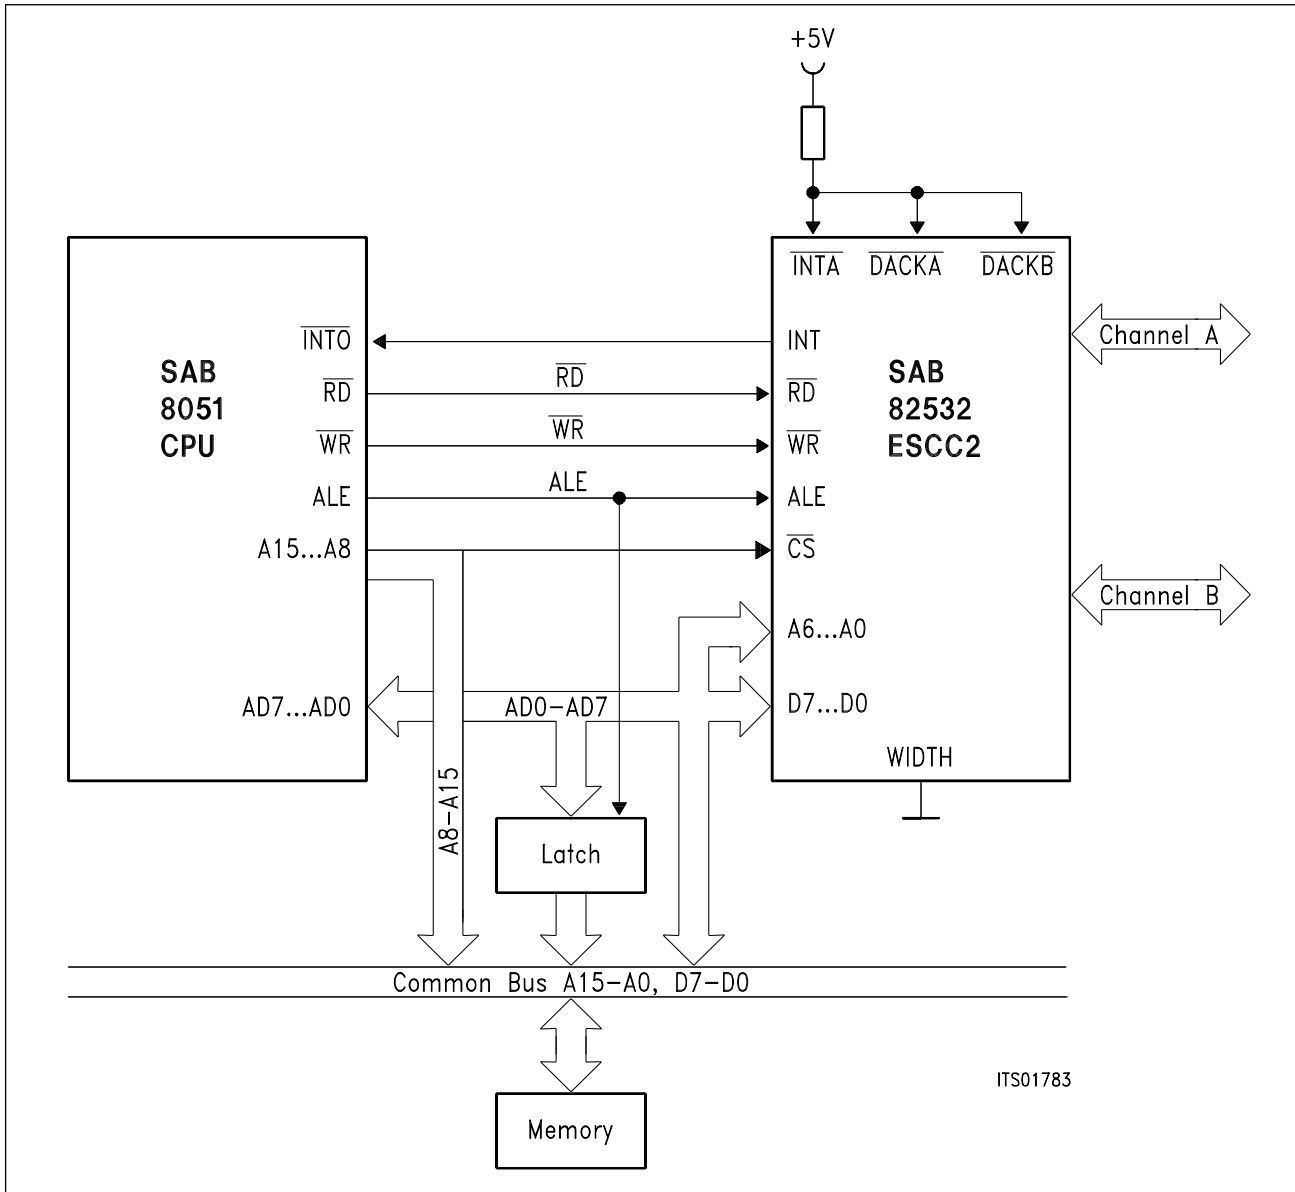 +5V
INTA DACKA DACKB
INTO
INT
Channel A
SAB
8051
CPU
RD
RD
RD
SAB
82532
ESCC2
WR
WR
WR
ALE
ALE
ALE
A15...A8
CS
Channel B
A6...A0
AD7...AD0
AD0-AD7
D7...D0
WIDTH
A8-A15
Latch
Common Bus A15-A0, D7-D0
ITS01783
Memory